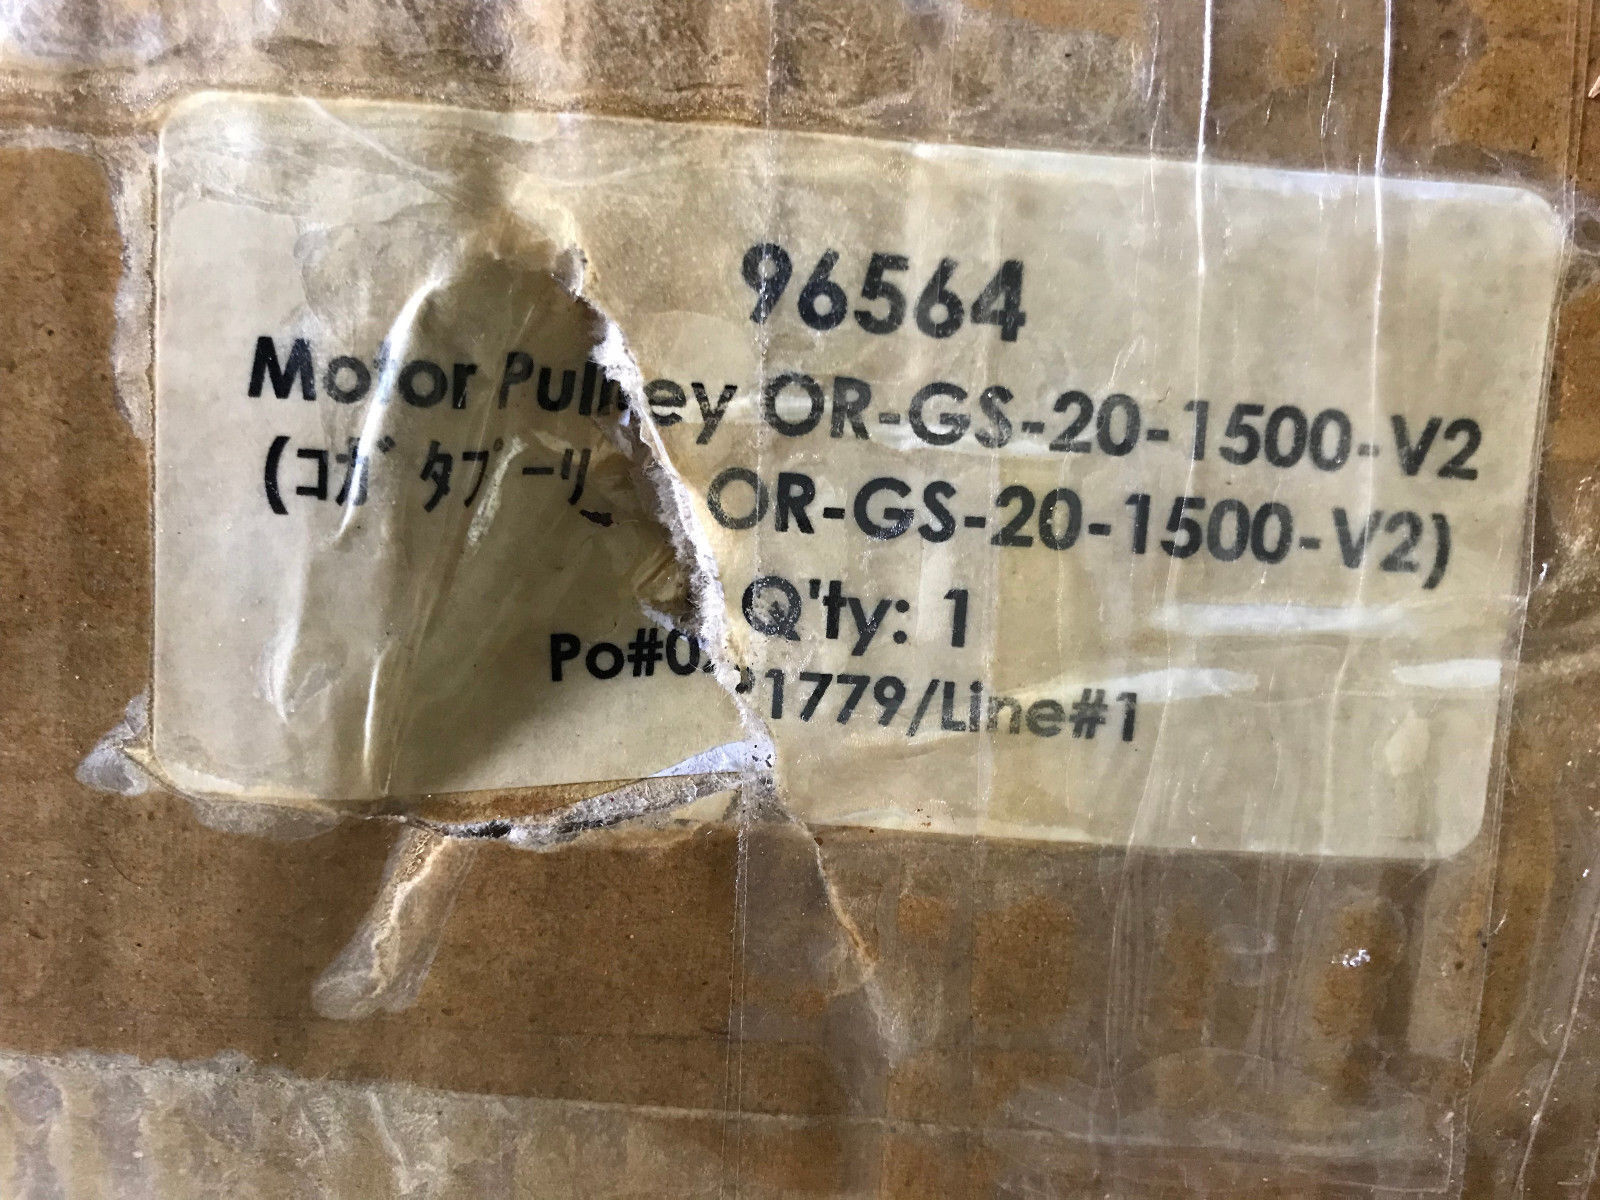 96564
Motor Pulley OR-GS-20-1500-V2
(コガタプーリ OR-GS-20-1500-V2)
Q'ty: 1
1779/Line#1